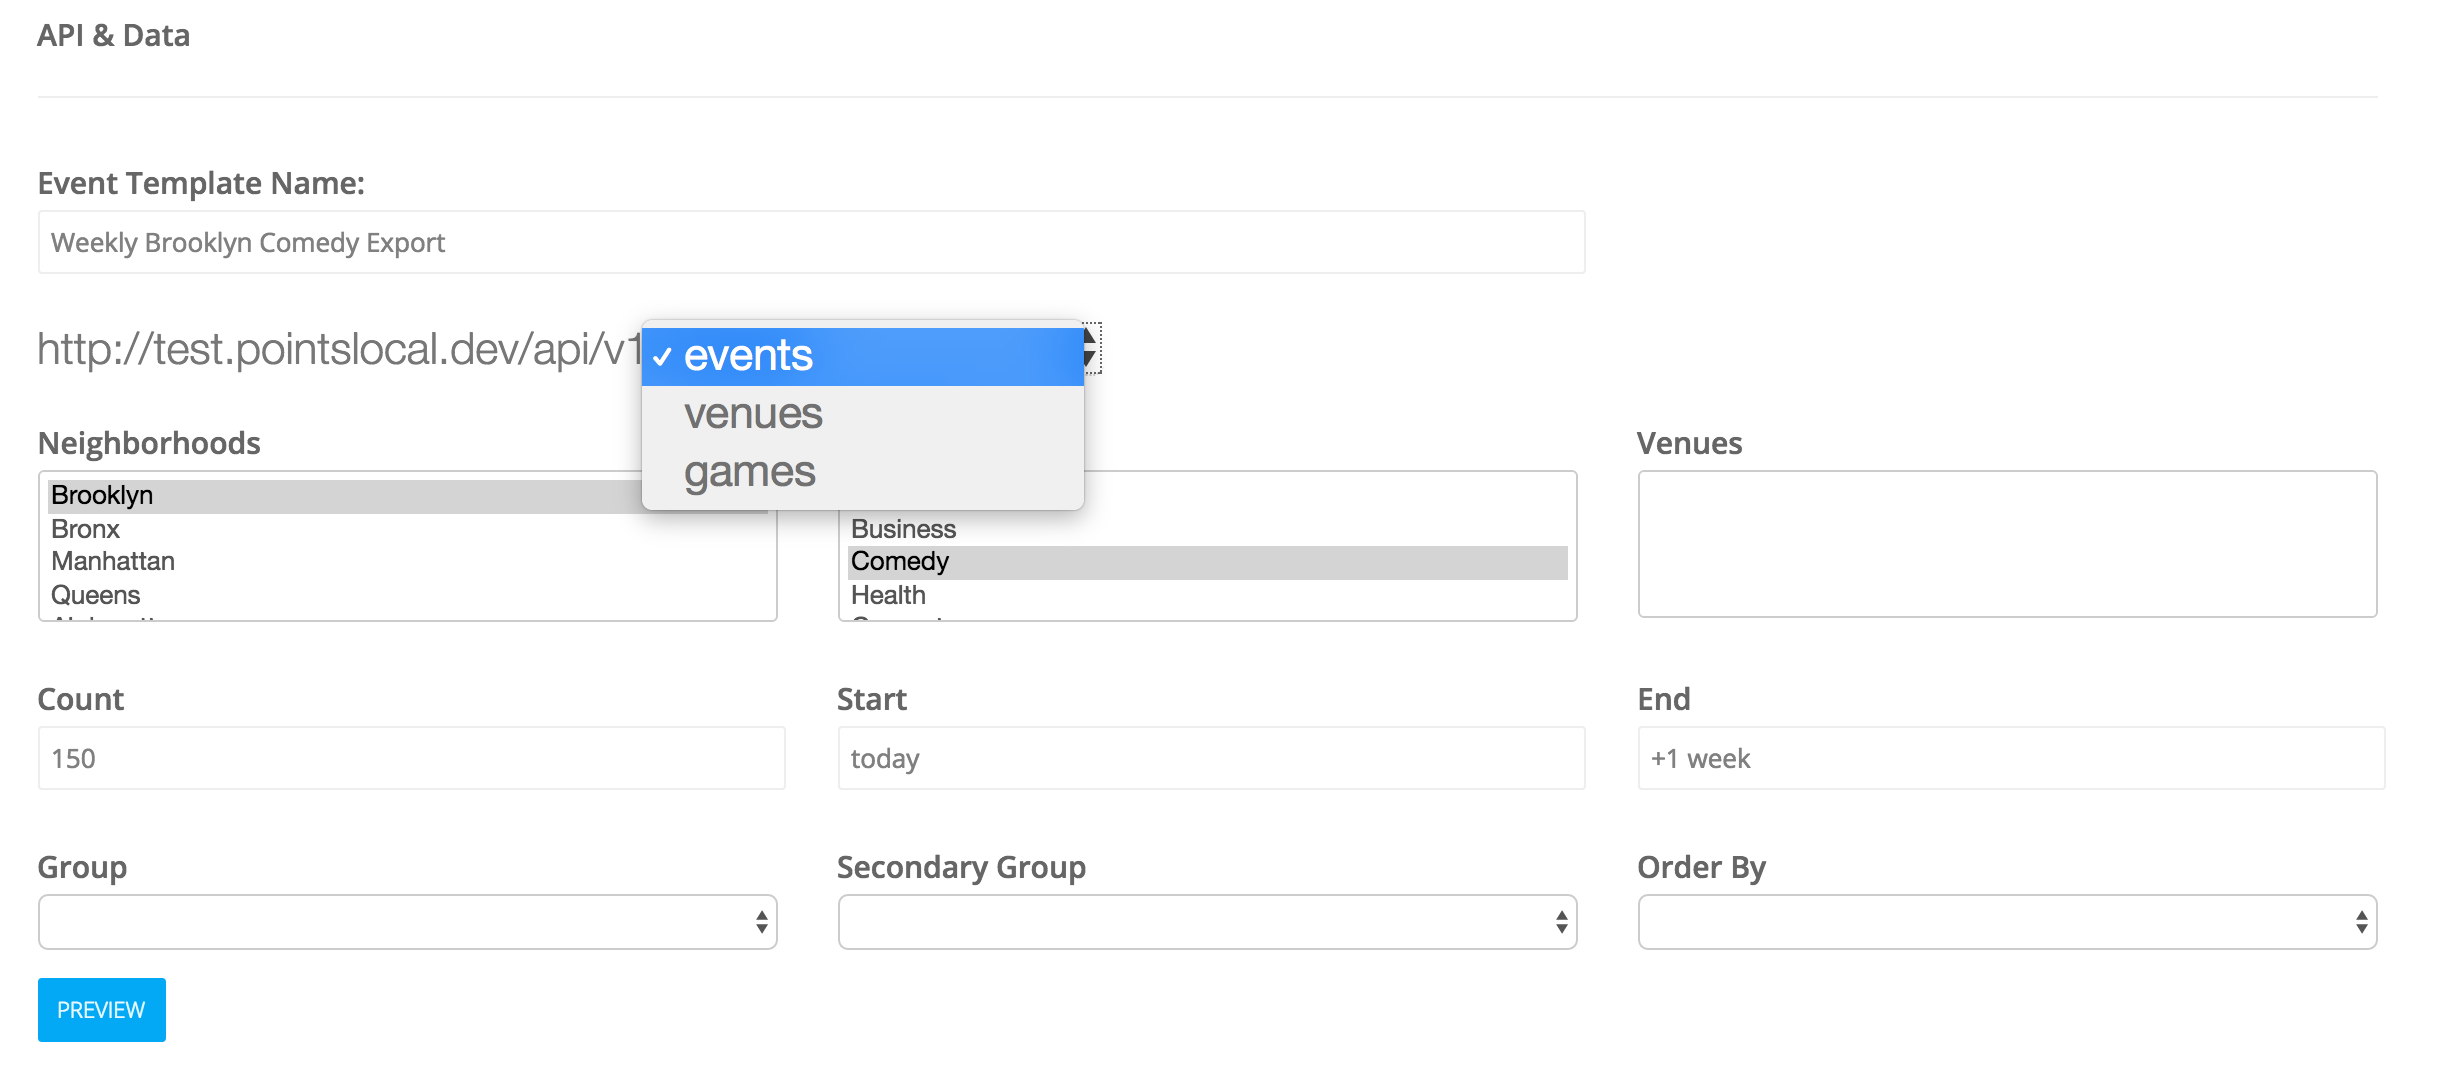 API & Data
Event Template Name:
Weekly Brooklyn Comedy Export
http://test.pointslocal.dev/api/v1
✓ events
venues
games
Neighborhoods
Brooklyn
Bronx
Manhattan
Queens
Business
Comedy
Health
Venues
Count
150
Start
today
End
+1 week
Group
Secondary Group
Order By
PREVIEW